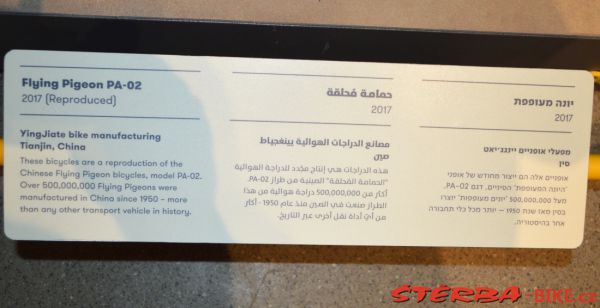 Flying Pigeon PA-02
2017 (Reproduced)
YingJiate bike manufacturing
Tianjin, China
These bicycles are a reproduction of the
Chinese Flying Pigeon bicycles, model PA-02.
Over 500,000,000 Flying Pigeons were
manufactured in China since 1950 - more
than any other transport vehicle in history.
حمامة مُحلقة
2017
مصانع الدراجات الهوائية يينغجياط
صين
هذه الدراجات هي إنتاج مجَدد للدراجة الهوائية
"الحمامة المُحلقة" الصينية من طراز PA-02.
أكثر من 500,000,000 دراجة هوائية من هذا
الطراز صنعت في الصين منذ عام 1950 - أكثر
من أيّ أداة نقل أخرى عبر التاريخ.
יונה מעופפת
2017
מפעלי אופניים יינגג'יאט
סין
אופניים אלה הם ייצור מחודש של אופני
'היונה המעופפת' הסיניים, דגם PA-02.
מעל 500,000,000 'יונים מעופפות' יוצרו
בסין מאז שנת 1950 – יותר מכל כלי תחבורה
אחר בהיסטוריה.
STĚRBA-BIKE.cz